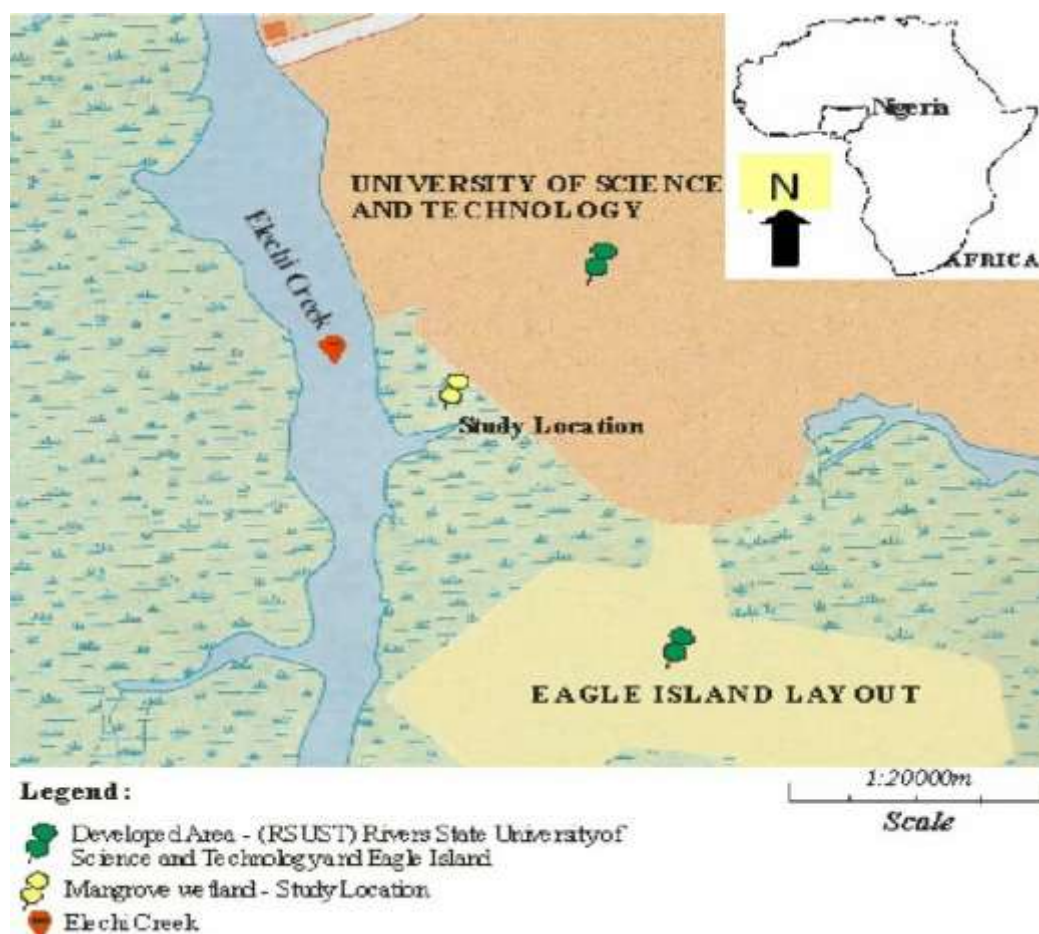 Nigeria
N
AFRICA
UNIVERSITY OF SCIENCE
AND TECHNOLOGY
Elechi Creek
Study Location
EAGLE ISLAND LAYOUT
1:20000m
Scale
Legend :
Developed Area - (RSUST) Rivers State University of
Science and Technology and Eagle Island
Mangrove wetland - Study Location
Elechi Creek